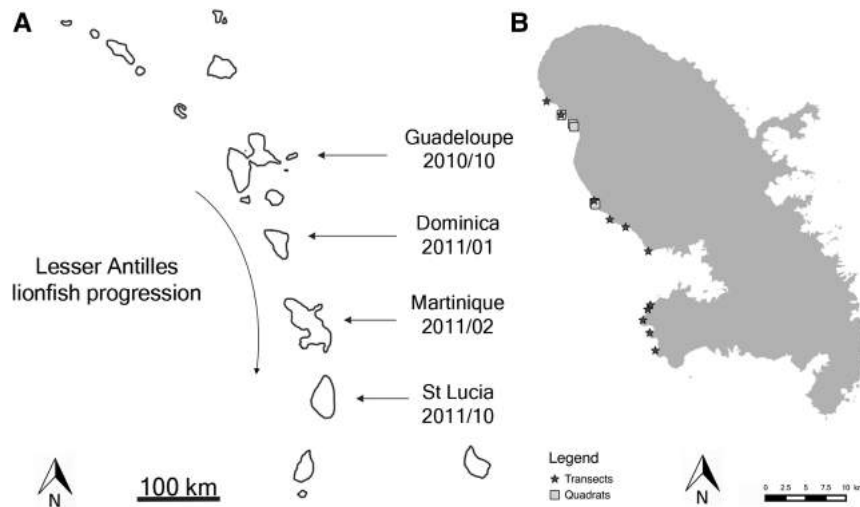 A
Guadeloupe
2010/10
Dominica
2011/01
Lesser Antilles
lionfish progression
Martinique
2011/02
St Lucia
2011/10
N
100 km
B
Legend
Transects
Quadrats
N
0 2.5 5 7.5 10 km